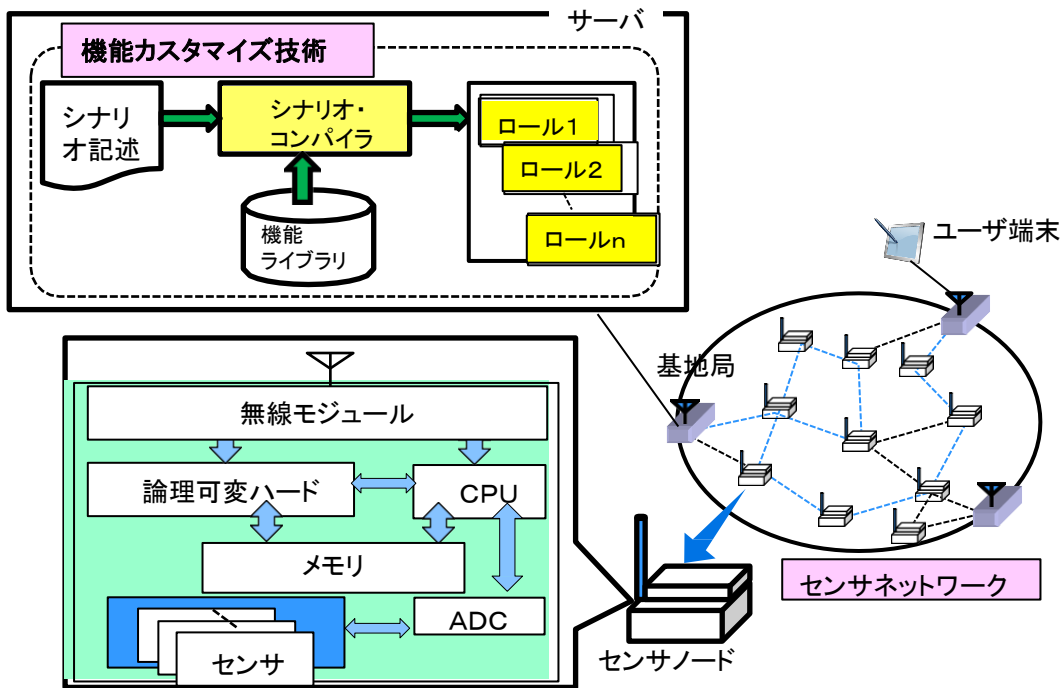 サーバ
機能カスタマイズ技術
シナリ
オ記述
シナリオ・
コンパイラ
機能
ライブラリ
ロール１
ロール２
ロールｎ
ユーザ端末
基地局
無線モジュール
論理可変ハード
ＣＰＵ
メモリ
ADC
センサ
センサノード
センサネットワーク